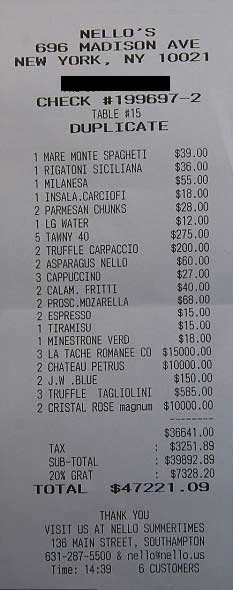 NELLO'S
696 MADISON AVE
NEW YORK, NY 10021
CHECK #199697-2
TABLE #15
DUPLICATE
1 MARE MONTE SPAGHETI $39.00
1 RIGATONI SICILIANA $36.00
1 MILANESA $55.00
1 INSALA.CARCIOFI $18.00
2 PARMESAN CHUNKS $28.00
1 LG WATER $12.00
5 TAWNY 40 $275.00
2 TRUFFLE CARPACCIO $200.00
2 ASPARAGUS NELLO $60.00
3 CAPPUCCINO $27.00
2 CALAM. FRITTI $40.00
2 PROSC.MOZARELLA $68.00
2 ESPRESSO $15.00
1 TIRAMISU $15.00
1 MINESTRONE VERD $18.00
3 LA TACHE ROMANEE CO $15000.00
2 CHATEAU PETRUS $10000.00
2 J.W .BLUE $150.00
3 TRUFFLE TAGLIOLINI $585.00
2 CRISTAL ROSE magnum $10000.00
---------
$36641.00
TAX : $3251.89
SUB-TOTAL : $39892.89
20% GRAT : $7328.20
TOTAL $47221.09
THANK YOU
VISIT US AT NELLO SUMMERTIMES
136 MAIN STREET, SOUTHAMPTON
631-287-5500 & nello@nello.us
Time: 14:39 6 CUSTOMERS